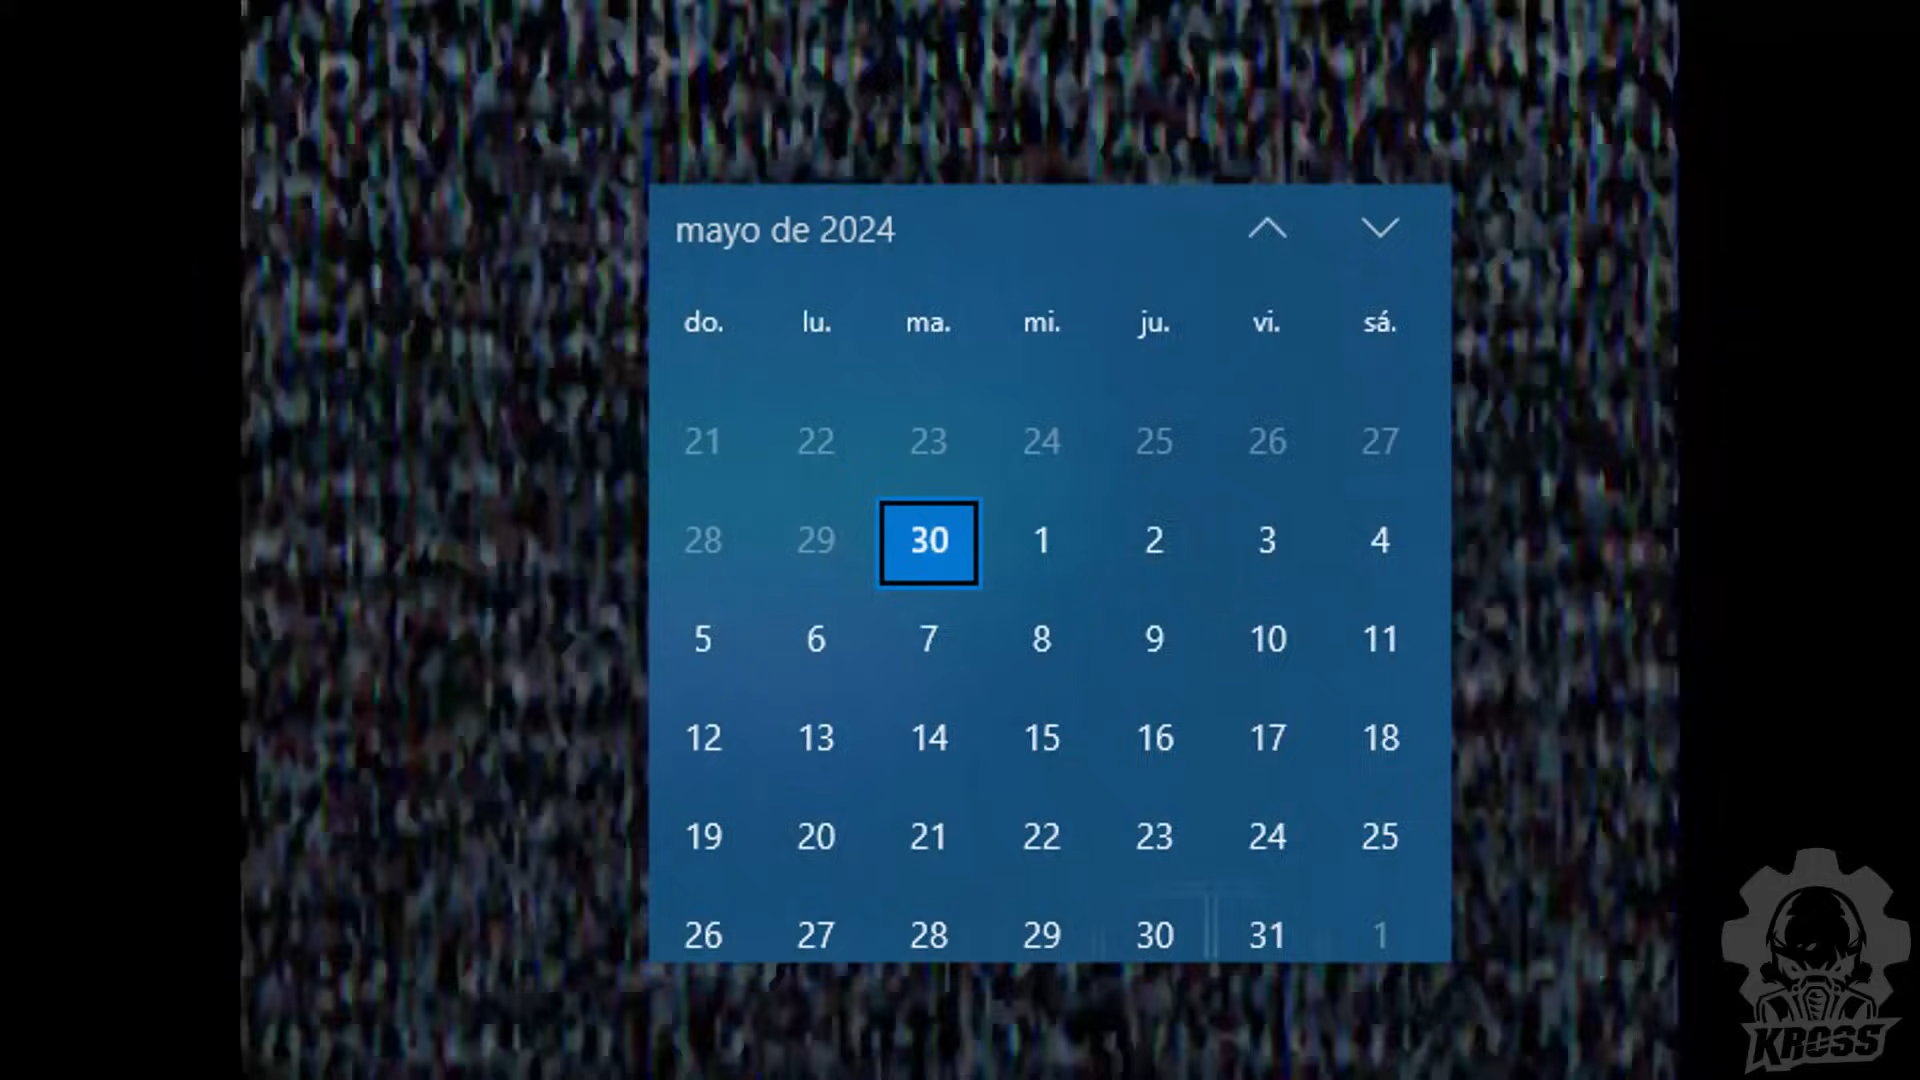 mayo de 2024
do. lu. ma. mi. ju. vi. sá.
21 22 23 24 25 26 27
28 29 30 1 2 3 4
5 6 7 8 9 10 11
12 13 14 15 16 17 18
19 20 21 22 23 24 25
26 27 28 29 30 31 1
KROSS